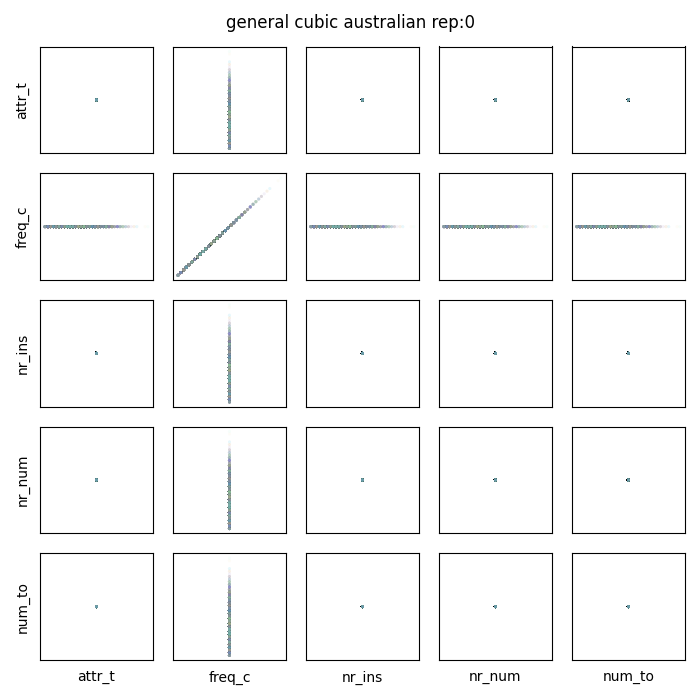 general cubic australian rep:0
attr_t
freq_c
nr_ins
nr_num
num_to
attr_t freq_c nr_ins nr_num num_to